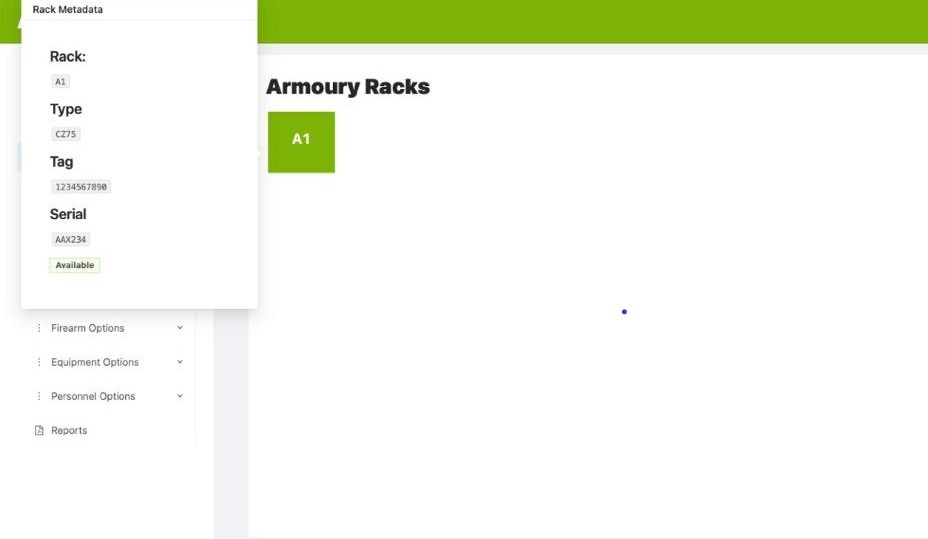 Rack Metadata
Rack:
A1
Type
CZ75
Tag
1234567890
Serial
AAX234
Available
Firearm Options
Equipment Options
Personnel Options
Reports
Armoury Racks
A1